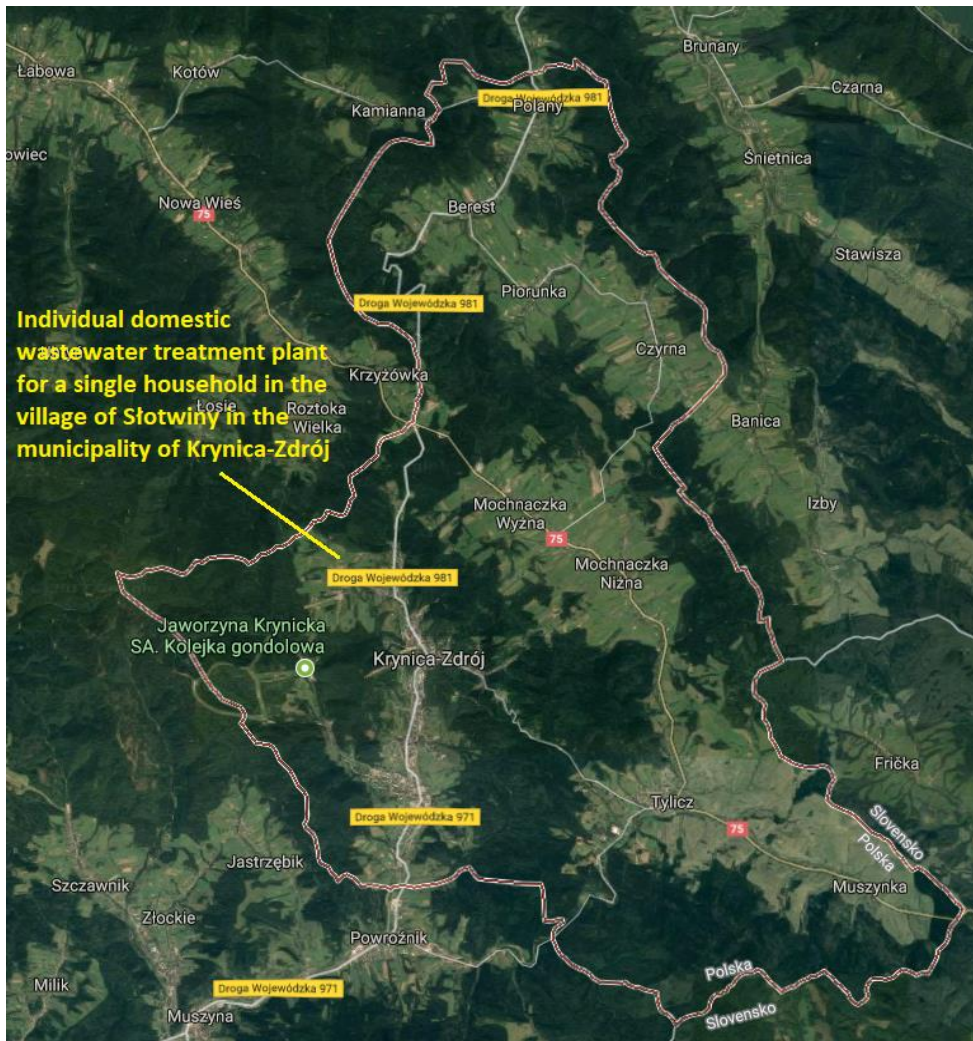 Brunary
Łabowa
Kotów
Czarna
Droga Wojewódzka 981
Polany
Kamianna
owiec
Śnietnica
Nowa Wieś
75
Berest
Stawisza
Piorunka
Droga Wojewódzka 981
Individual domestic
wastewater treatment plant
for a single household in the
village of Słotwiny in the
municipality of Krynica-Zdrój
Czyrna
Krzyżówka
Łosie
Roztoka
Wielka
Banica
Mochnaczka
Wyżna
Izby
75
Mochnaczka
Niżna
Droga Wojewódzka 981
Jaworzyna Krynicka
SA. Kolejka gondolowa
Krynica-Zdrój
Frička
Tylicz
Droga Wojewódzka 971
75
Slovensko
Polska
Jastrzębik
Szczawnik
Muszynka
Złockie
Powroźnik
Polska
Milik
Droga Wojewódzka 971
Slovensko
Muszyna